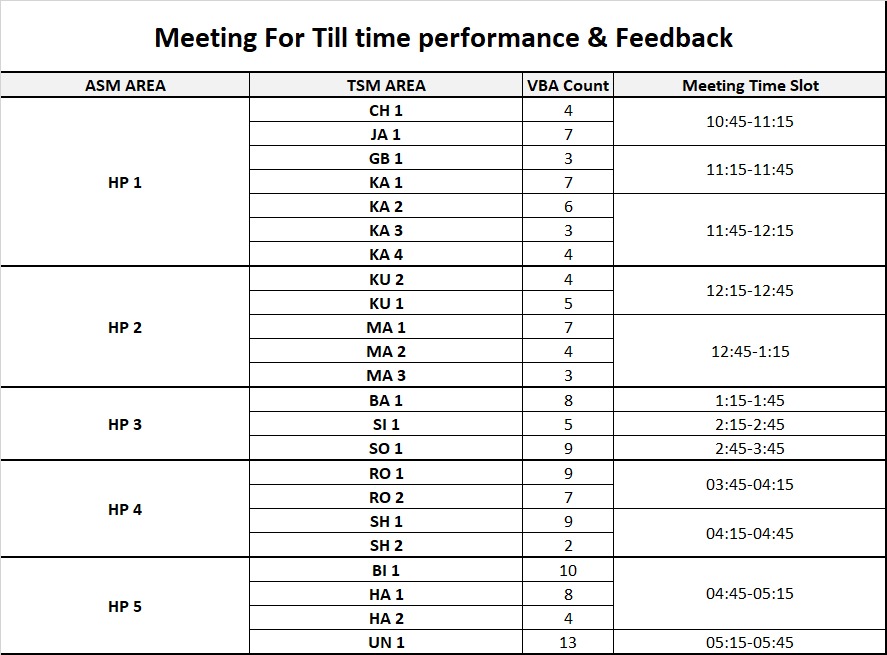 Meeting For Till time performance & Feedback
ASM AREA TSM AREA VBA Count Meeting Time Slot
HP 1 CH 1 4 10:45-11:15
JA 1 7
GB 1 3 11:15-11:45
KA 1 7
KA 2 6 11:45-12:15
KA 3 3
KA 4 4
HP 2 KU 2 4 12:15-12:45
KU 1 5
MA 1 7 12:45-1:15
MA 2 4
MA 3 3
HP 3 BA 1 8 1:15-1:45
SI 1 5 2:15-2:45
SO 1 9 2:45-3:45
HP 4 RO 1 9 03:45-04:15
RO 2 7
SH 1 9 04:15-04:45
SH 2 2
HP 5 BI 1 10 04:45-05:15
HA 1 8
HA 2 4
UN 1 13 05:15-05:45